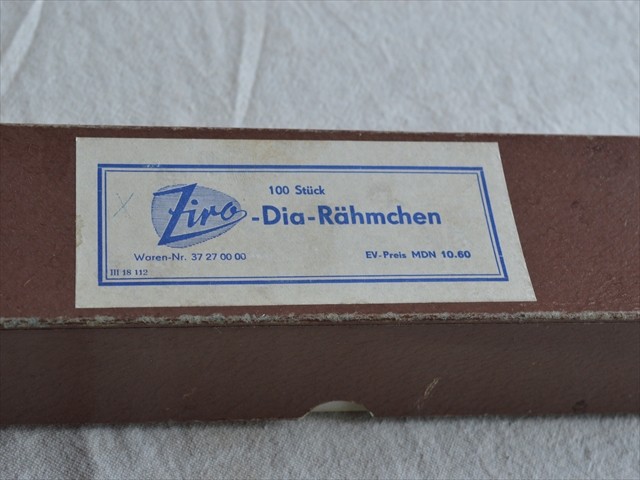 100 Stück
Ziro -Dia-Rähmchen
Waren-Nr. 37 27 00 00
EV-Preis MDN 10.60
III 18 112